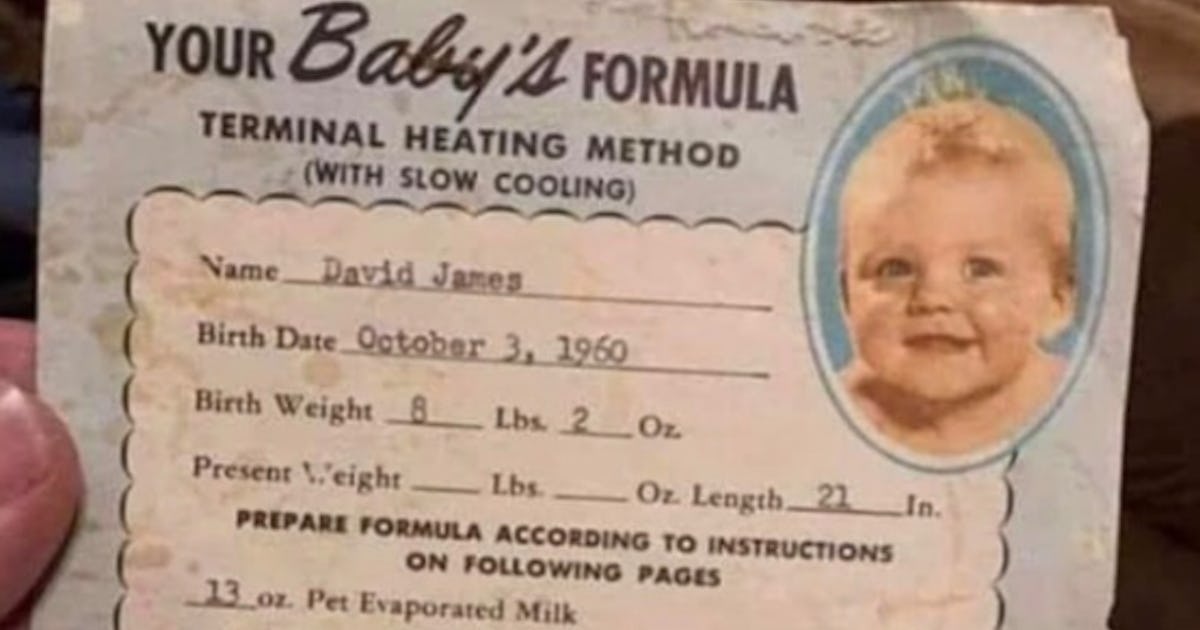 YOUR Baby's FORMULA
TERMINAL HEATING METHOD
(WITH SLOW COOLING)
Name David James
Birth Date October 3, 1960
Birth Weight 8 Lbs. 2 Oz.
Present Weight ____ Lbs. ____ Oz. Length 21 In.
PREPARE FORMULA ACCORDING TO INSTRUCTIONS
ON FOLLOWING PAGES
13 oz. Pet Evaporated Milk